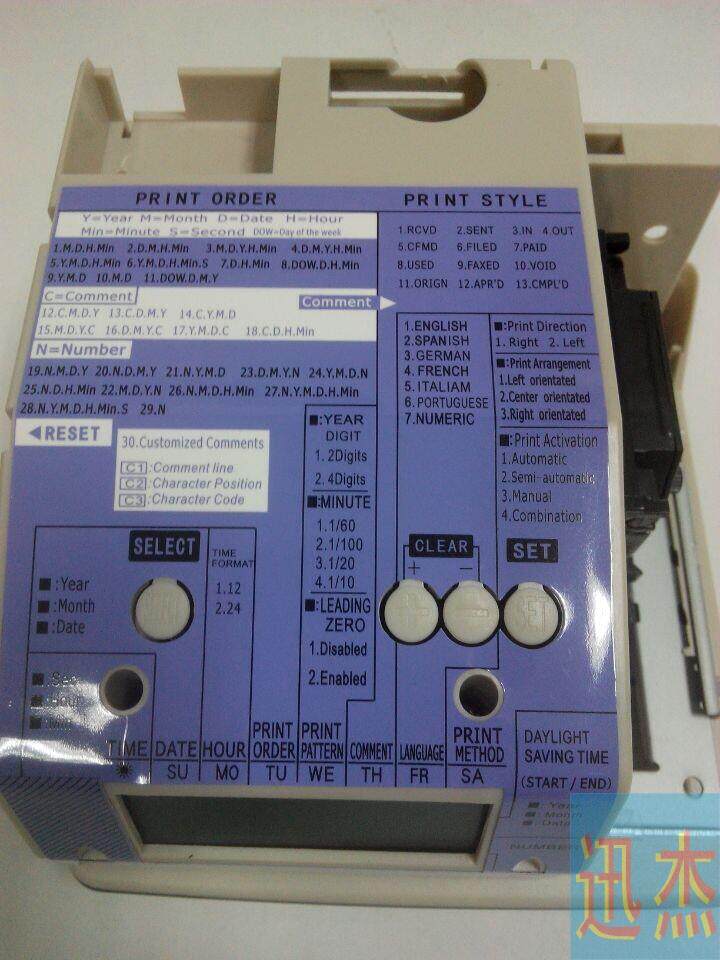 PRINT ORDER
Y=Year M=Month D=Date H=Hour
Min=Minute S=Second DOW=Day of the week
1.M.D.H.Min 2.D.M.H.Min 3.M.D.Y.H.Min 4.D.M.Y.H.Min
5.Y.M.D.H.Min 6.Y.M.D.H.Min.S 7.D.H.Min 8.DOW.D.H.Min
9.Y.M.D 10.M.D 11.DOW.D.M.Y
C=Comment
Comment
12.C.M.D.Y 13.C.D.M.Y 14.C.Y.M.D
15.M.D.Y.C 16.D.M.Y.C 17.Y.M.D.C 18.C.D.H.Min
N=Number
19.N.M.D.Y 20.N.D.M.Y 21.N.Y.M.D 23.D.M.Y.N 24.Y.M.D.N
25.N.D.H.Min 22.M.D.Y.N 26.N.M.D.H.Min 27.N.Y.M.D.H.Min
28.N.Y.M.D.H.Min.S 29.N
◀RESET
30.Customized Comments
C1:Comment line
C2:Character Position
C3:Character Code
PRINT STYLE
1.RCVD 2.SENT 3.IN 4.OUT
5.CFMD 6.FILED 7.PAID
8.USED 9.FAXED 10.VOID
11.ORIGN 12.APR'D 13.CMPL'D
1.ENGLISH
2.SPANISH
3.GERMAN
4.FRENCH
5.ITALIAM
6.PORTUGUESE
7.NUMERIC
■:Print Direction
1. Right 2. Left
■:Print Arrangement
1.Left orientated
2.Center orientated
3.Right orientated
■:Print Activation
1.Automatic
2.Semi-automatic
3.Manual
4.Combination
■:YEAR
DIGIT
1. 2Digits
2. 4Digits
■:MINUTE
1.1/60
2.1/100
3.1/20
4.1/10
■:LEADING
ZERO
1.Disabled
2.Enabled
SELECT
TIME
FORMAT
1.12
2.24
■:Year
■:Month
■:Date
CLEAR
+ −
SET
SET
■:Sec
■:Hour
■:Min
TIME DATE HOUR PRINT ORDER PRINT PATTERN COMMENT LANGUAGE PRINT METHOD
SU MO TU WE TH FR SA
DAYLIGHT
SAVING TIME
(START / END)
■:Year
■:Month
■:Date
NUMBER
迅杰